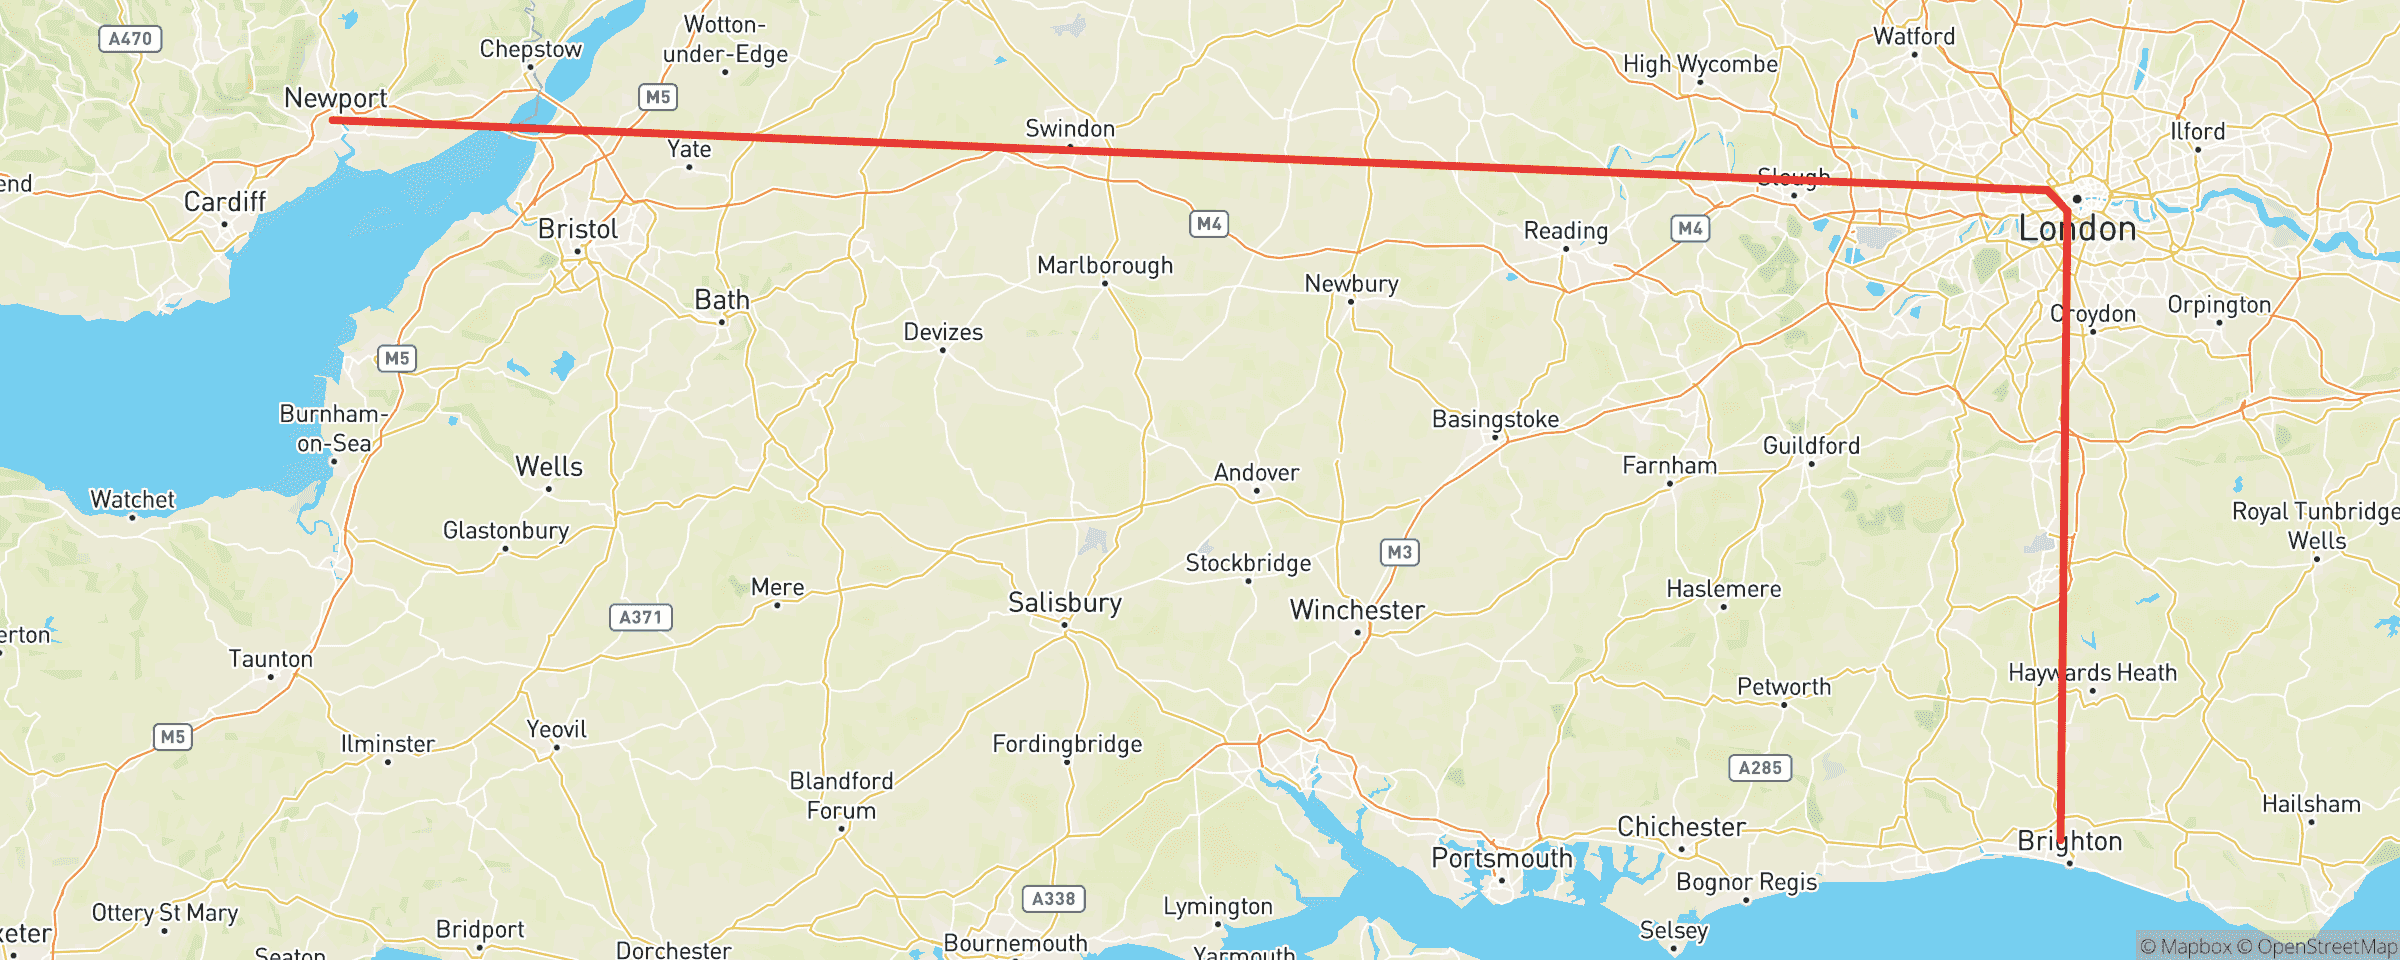 A470
Chepstow
Wotton-
under-Edge
Watford
High Wycombe
M5
Newport
Swindon
Ilford
Yate
Slough
end
Cardiff
Bristol
M4
Reading
M4
London
Marlborough
Newbury
Bath
Croydon
Orpington
Devizes
M5
Burnham-
on-Sea
Basingstoke
Guildford
Wells
Andover
Farnham
Watchet
Glastonbury
Royal Tunbridge
Wells
M3
Stockbridge
Mere
Haslemere
Salisbury
Winchester
A371
erton
Taunton
Haywards Heath
Petworth
Yeovil
M5
Ilminster
Fordingbridge
A285
Blandford
Forum
Hailsham
Chichester
Brighton
Portsmouth
Bognor Regis
A338
Lymington
Ottery St Mary
Bridport
Selsey
xeter
Bournemouth
Dorchester
Seaton
Yarmouth
© Mapbox © OpenStreetMap